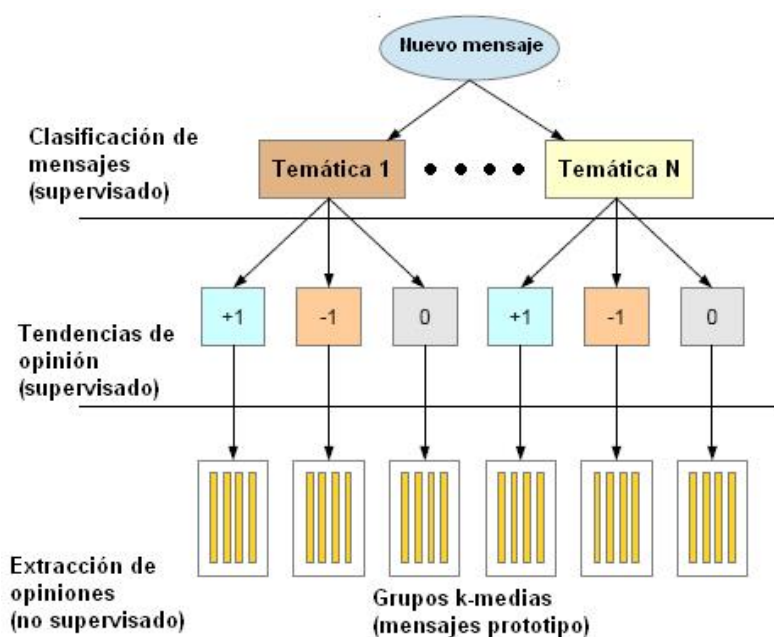 Nuevo mensaje
Clasificación de
mensajes
(supervisado)
Temática 1
Temática N
+1
-1
0
+1
-1
0
Tendencias de
opinión
(supervisado)
Extracción de
opiniones
(no supervisado)
Grupos k-medias
(mensajes prototipo)